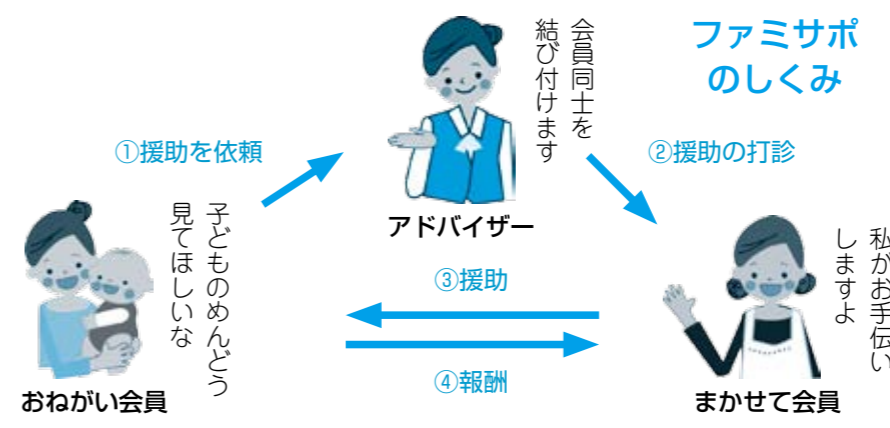 ファミサポ
のしくみ
会員同士を
結び付けます
①援助を依頼
②援助の打診
アドバイザー
子どものめんどう
見てほしいな
私がお手伝い
しますよ
③援助
④報酬
おねがい会員
まかせて会員